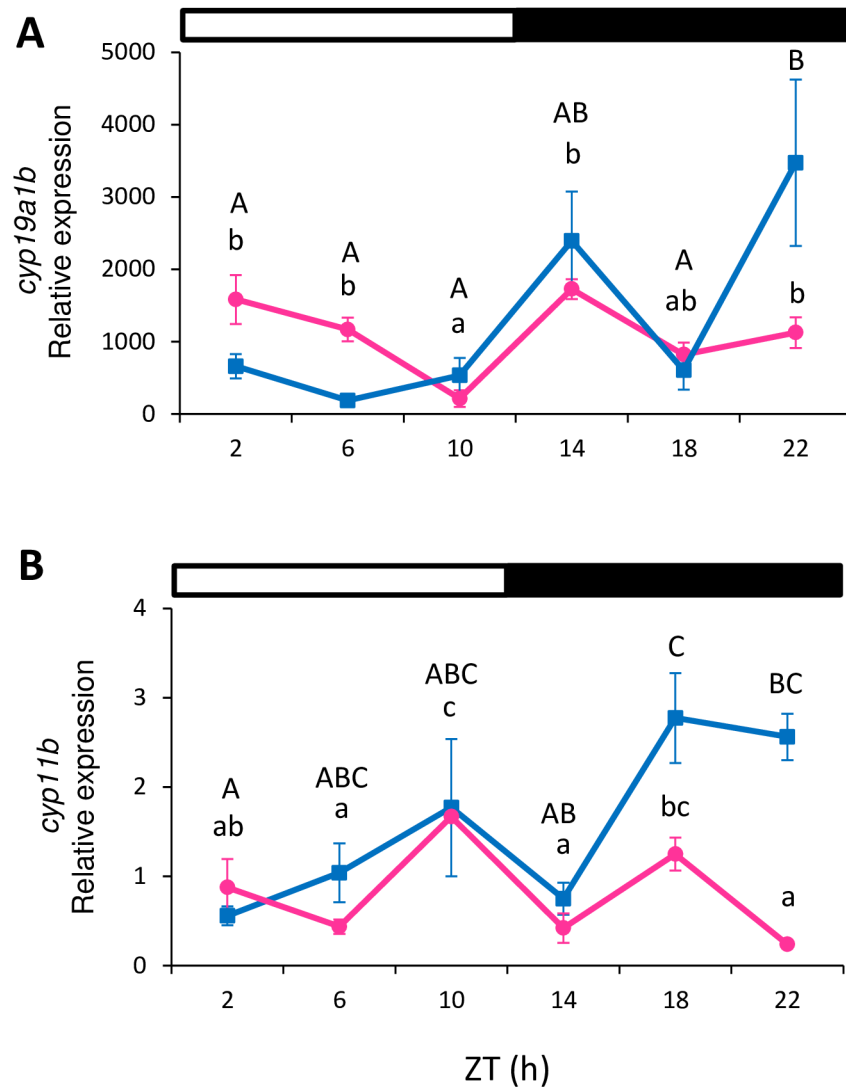 A
5000
4000
3000
2000
1000
0
cyp19a1b
Relative expression
A
b
A
b
A
a
AB
b
A
ab
B
b
2 6 10 14 18 22
B
4
3
2
1
0
cyp11b
Relative expression
A
ab
ABC
a
ABC
c
AB
a
C
bc
BC
a
2 6 10 14 18 22
ZT (h)